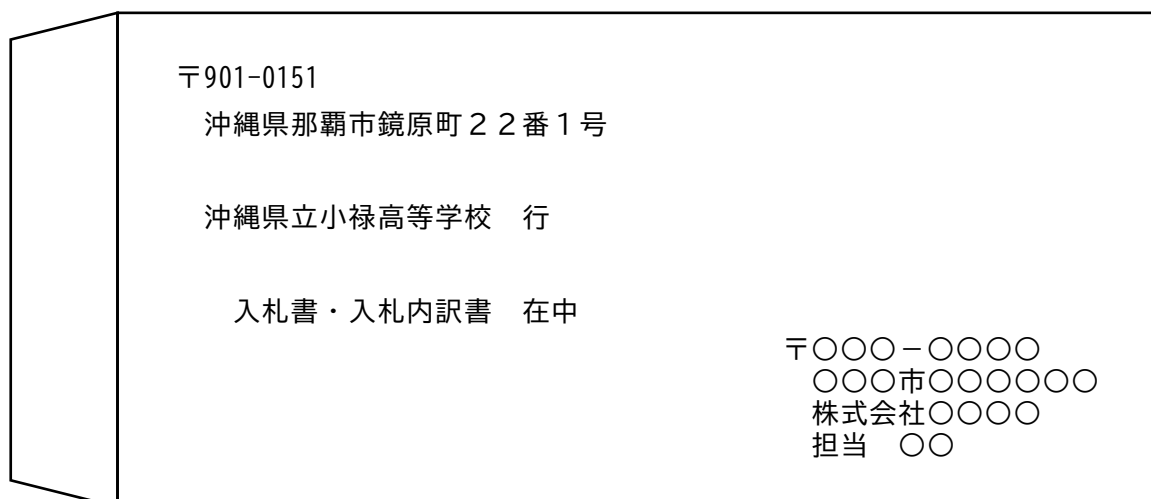 〒901-0151
沖縄県那覇市鏡原町２２番１号
沖縄県立小禄高等学校　行
入札書・入札内訳書　在中
〒○○○－○○○○
○○○市○○○○○○
株式会社○○○○
担当　○○